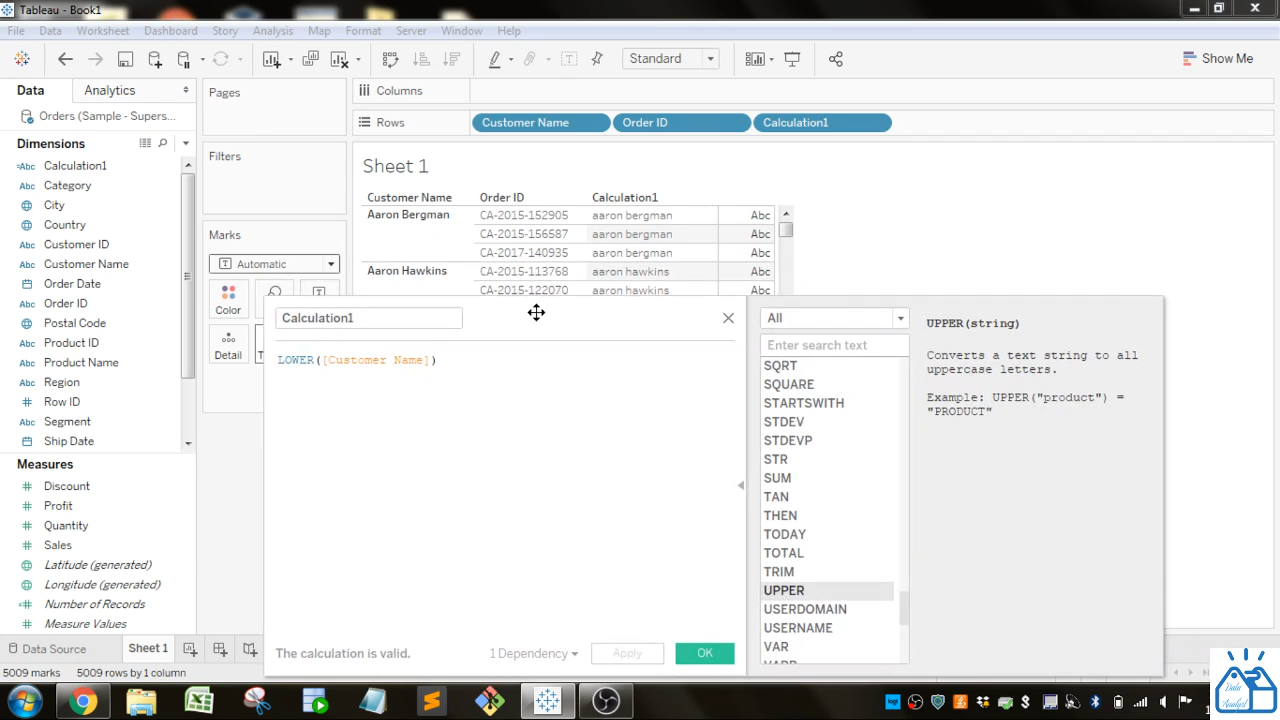 Tableau - Book1
File Data Worksheet Dashboard Story Analysis Map Format Server Window Help
Standard
Show Me
Data Analytics
Pages
Columns
Orders (Sample - Supers...
Rows Customer Name Order ID Calculation1
Dimensions
Filters
Calculation1
Category
City
Country
Customer ID
Customer Name
Order Date
Order ID
Postal Code
Product ID
Product Name
Region
Row ID
Segment
Ship Date
Measures
Discount
Profit
Quantity
Sales
Latitude (generated)
Longitude (generated)
Number of Records
Measure Values
Marks
Automatic
Color
Detail
Sheet 1
Customer Name Order ID Calculation1
Aaron Bergman CA-2015-152905 aaron bergman Abc
CA-2015-156587 aaron bergman Abc
CA-2017-140935 aaron bergman Abc
Aaron Hawkins CA-2015-113768 aaron hawkins Abc
CA-2015-122070 aaron hawkins Abc
Calculation1
LOWER([Customer Name])
The calculation is valid.
1 Dependency
Apply
OK
All
Enter search text
SQRT
SQUARE
STARTSWITH
STDEV
STDEVP
STR
SUM
TAN
THEN
TODAY
TOTAL
TRIM
UPPER
USERDOMAIN
USERNAME
VAR
VARP
UPPER(string)
Converts a text string to all
uppercase letters.
Example: UPPER("product") =
"PRODUCT"
Data Source Sheet 1
5009 marks 5009 rows by 1 column
Data
Analyst